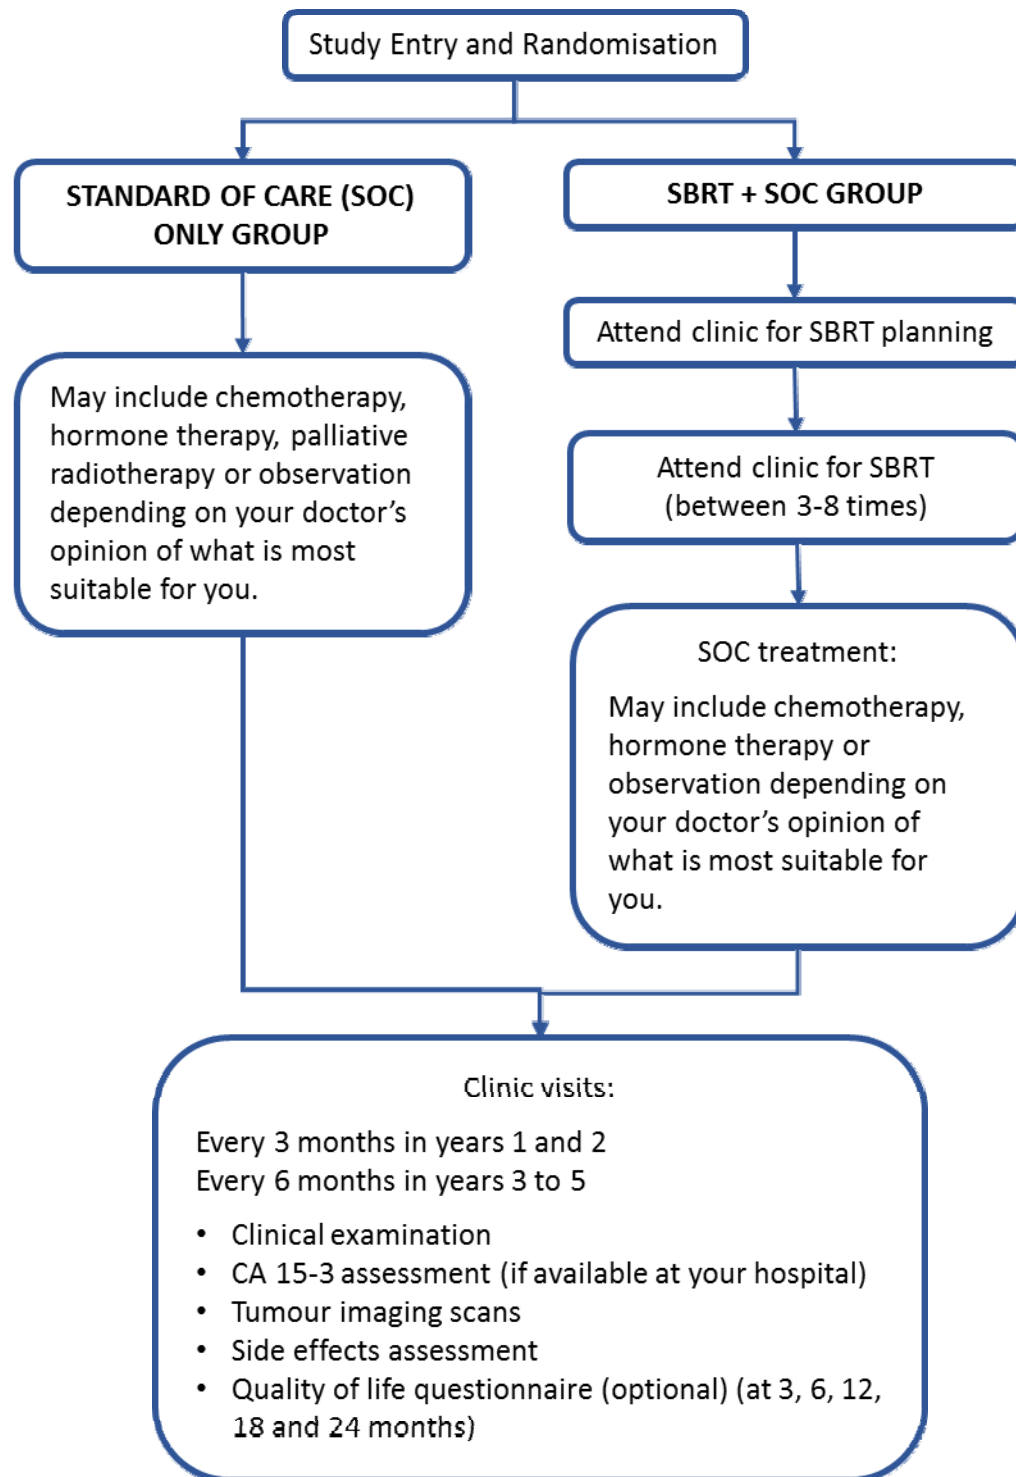 Study Entry and Randomisation
STANDARD OF CARE (SOC)
ONLY GROUP
May include chemotherapy,
hormone therapy, palliative
radiotherapy or observation
depending on your doctor’s
opinion of what is most
suitable for you.
SBRT + SOC GROUP
Attend clinic for SBRT planning
Attend clinic for SBRT
(between 3-8 times)
SOC treatment:
May include chemotherapy,
hormone therapy or
observation depending on
your doctor’s opinion of
what is most suitable for
you.
Clinic visits:
Every 3 months in years 1 and 2
Every 6 months in years 3 to 5
• Clinical examination
• CA 15-3 assessment (if available at your hospital)
• Tumour imaging scans
• Side effects assessment
• Quality of life questionnaire (optional) (at 3, 6, 12,
18 and 24 months)